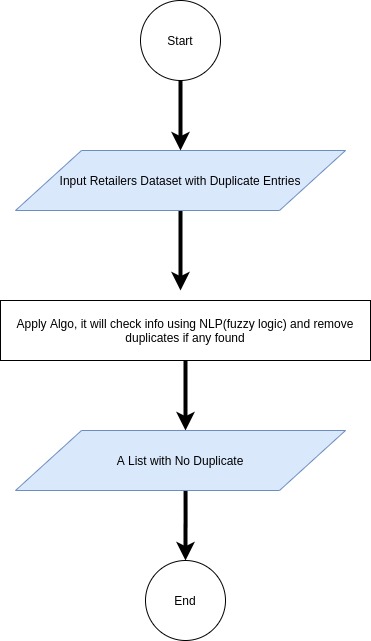 Start
Input Retailers Dataset with Duplicate Entries
Apply Algo, it will check info using NLP(fuzzy logic) and remove
duplicates if any found
A List with No Duplicate
End